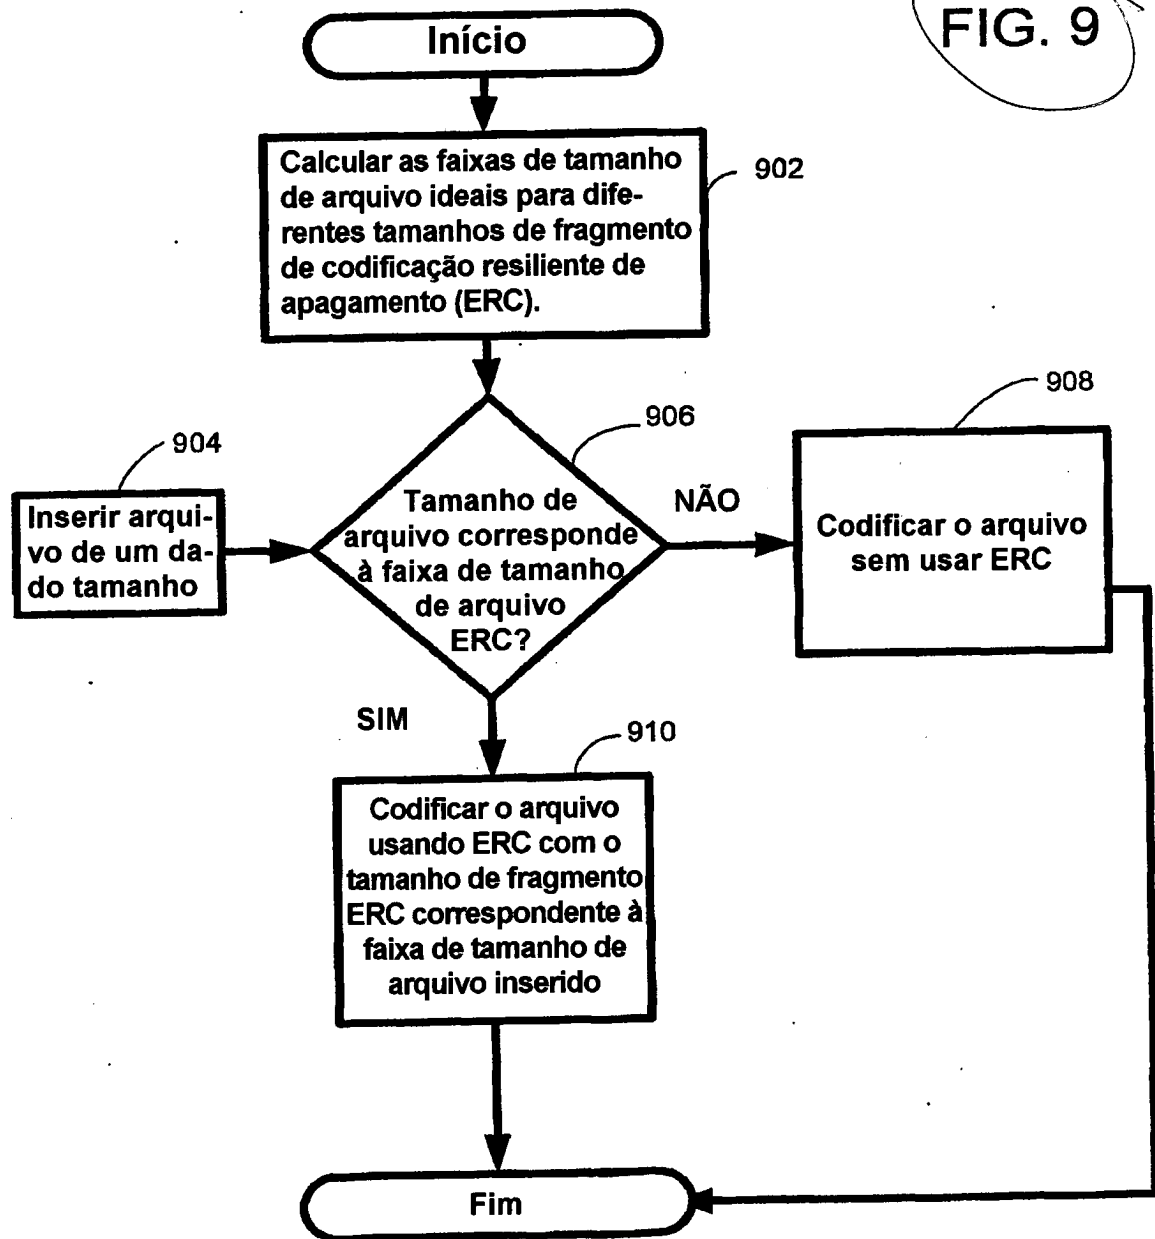 FIG. 9
Início
Calcular as faixas de tamanho
de arquivo ideais para dife-
rentes tamanhos de fragmento
de codificação resiliente de
apagamento (ERC).
902
904
Inserir arqui-
vo de um da-
do tamanho
906
Tamanho de
arquivo corresponde
à faixa de tamanho
de arquivo
ERC?
NÃO
908
Codificar o arquivo
sem usar ERC
SIM
910
Codificar o arquivo
usando ERC com o
tamanho de fragmento
ERC correspondente à
faixa de tamanho de
arquivo inserido
Fim